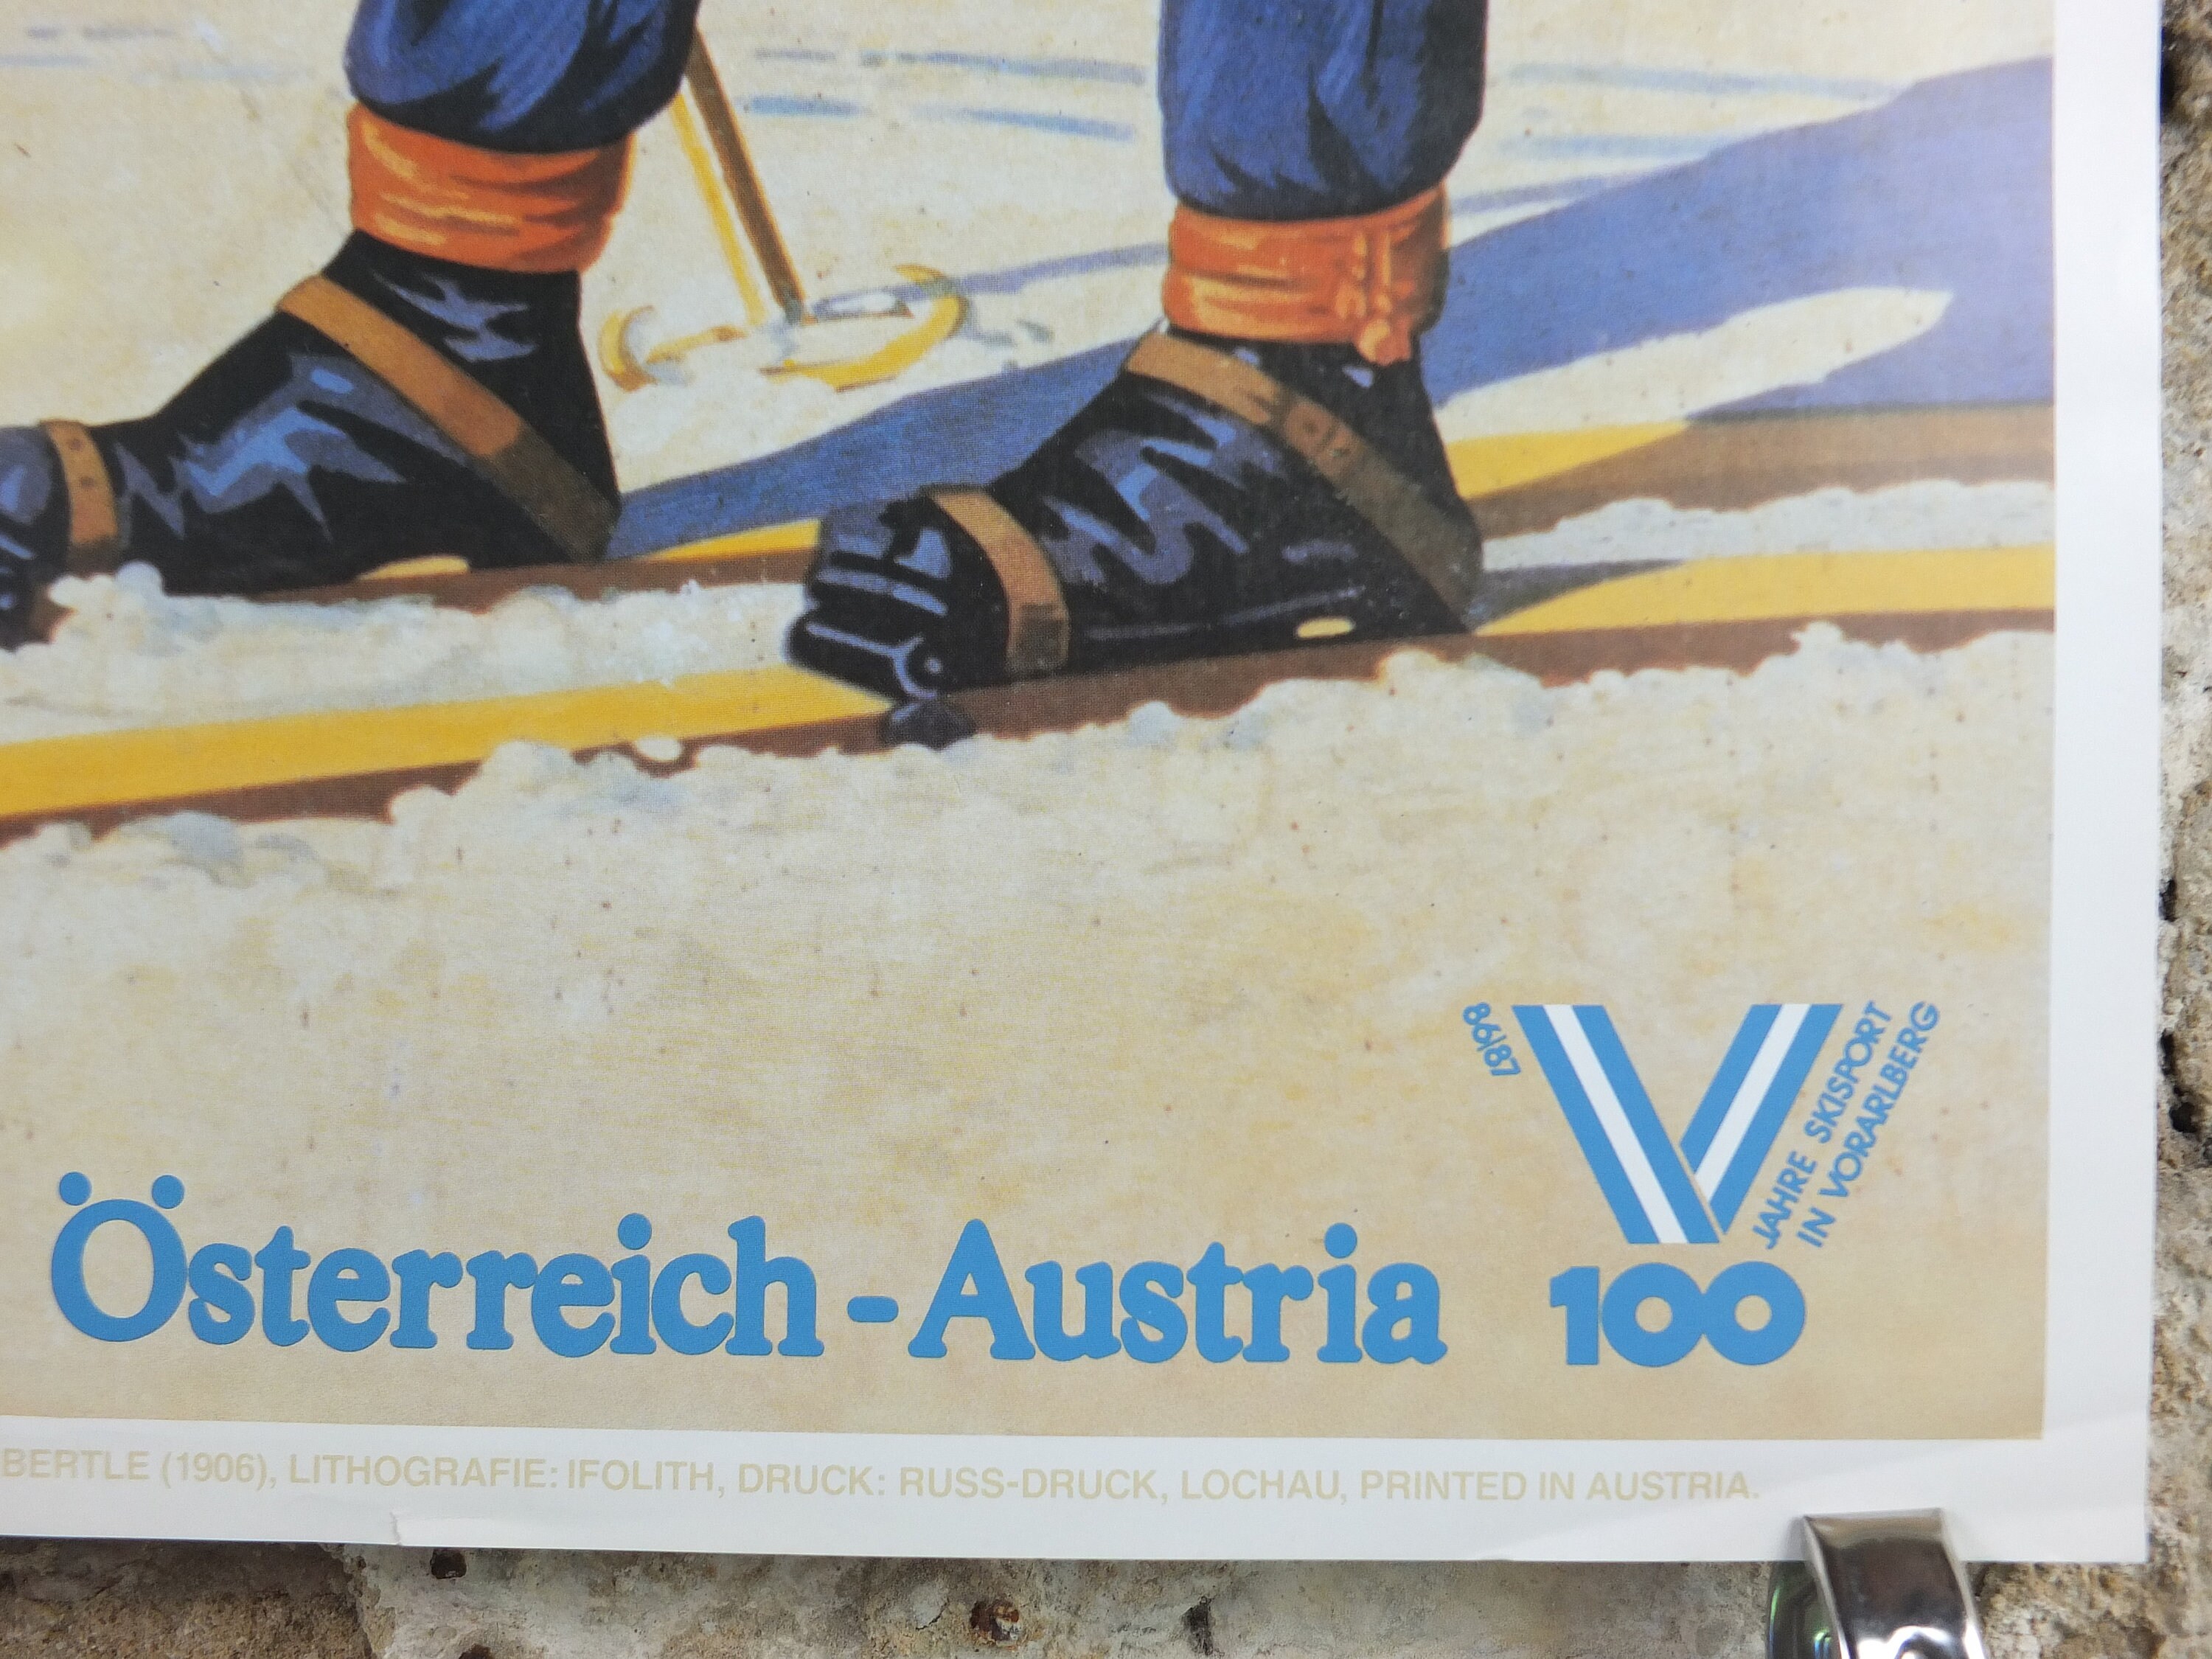 86\87
JAHRE SKISPORT
IN VORARLBERG
Österreich - Austria
100
BERTLE (1906), LITHOGRAFIE: IFOLITH, DRUCK: RUSS-DRUCK, LOCHAU, PRINTED IN AUSTRIA.